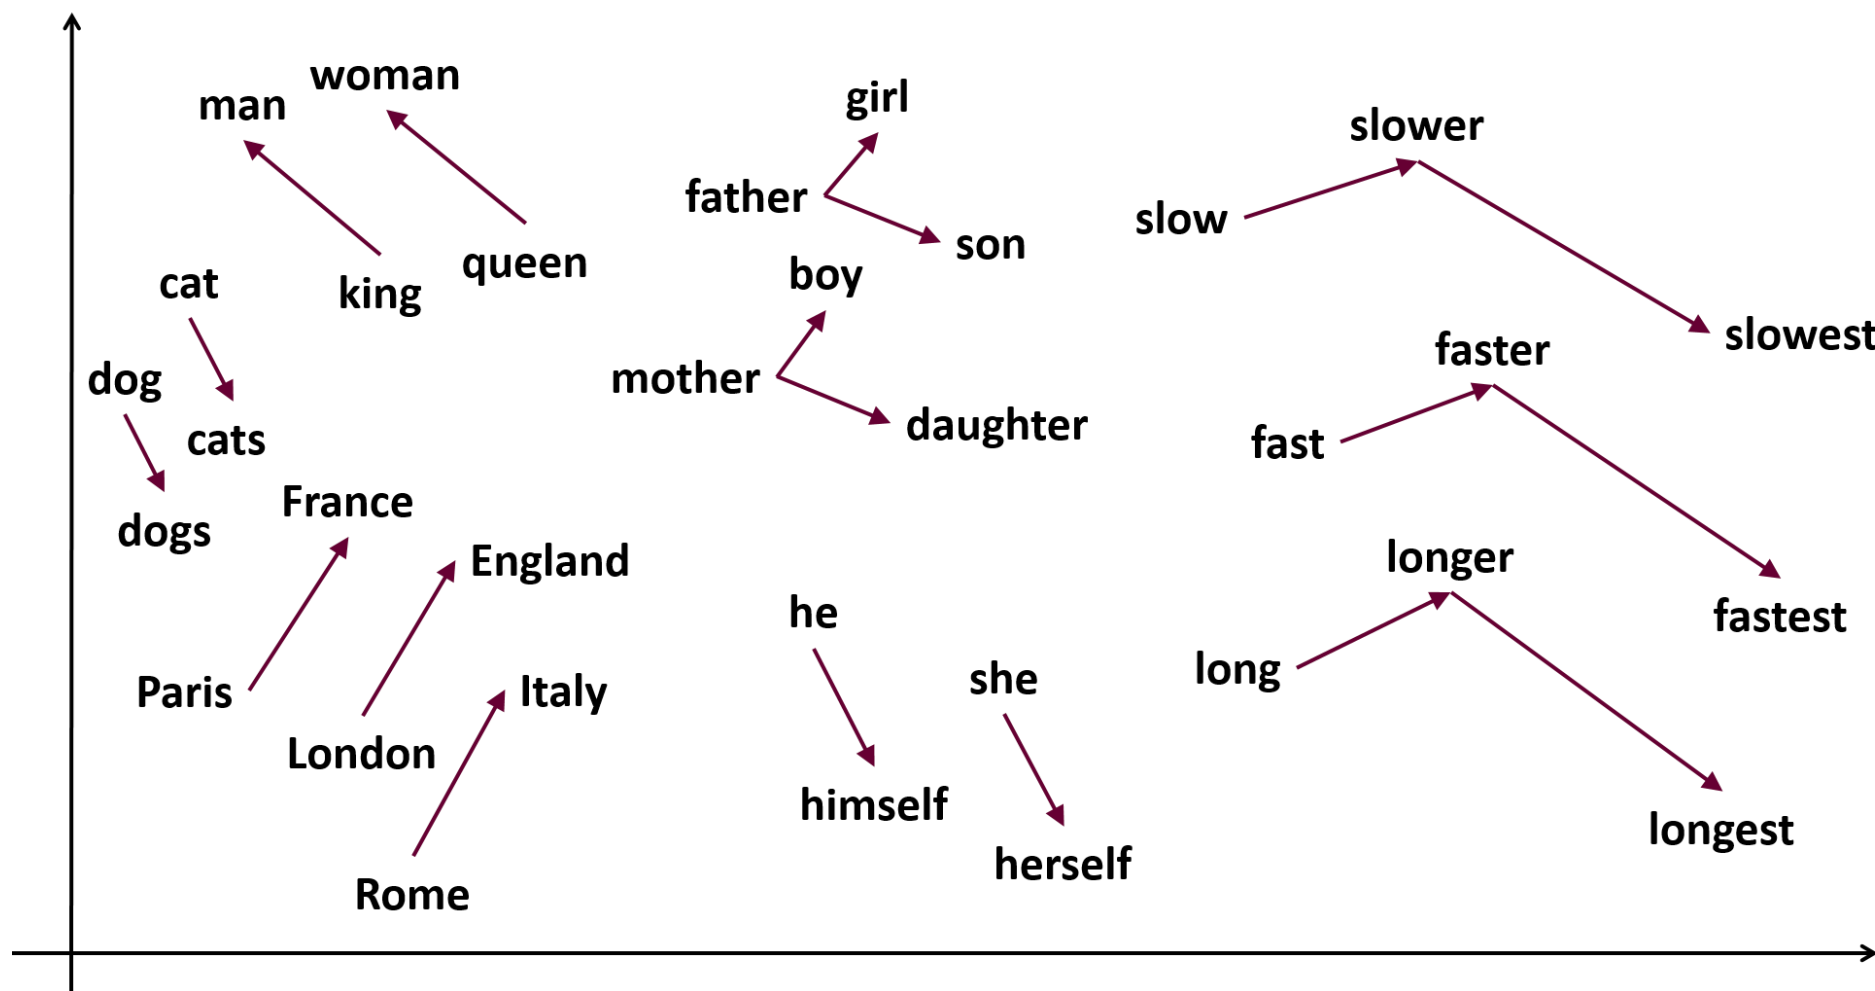 woman
man
girl
slower
father
slow
son
queen
boy
cat
king
slowest
faster
dog
mother
daughter
cats
fast
France
dogs
England
longer
he
fastest
long
she
Paris
Italy
London
himself
longest
herself
Rome